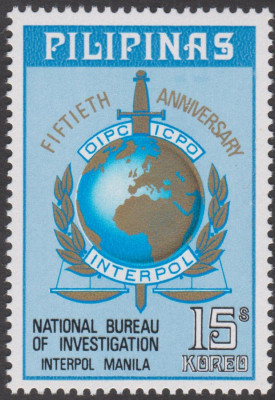 PILIPINAS
FIFTIETH ANNIVERSARY
OIPC ICPO
INTERPOL
NATIONAL BUREAU
OF INVESTIGATION
INTERPOL MANILA
15s
KOREO